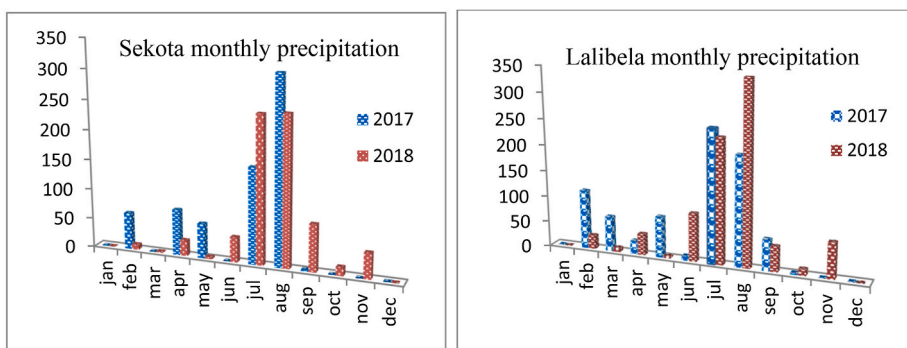 Sekota monthly precipitation
350
300
250
200
150
100
50
0
jan
feb
mar
apr
may
jun
jul
aug
sep
oct
nov
dec
2017
2018
Lalibela monthly precipitation
350
300
250
200
150
100
50
0
jan
feb
mar
apr
may
jun
jul
aug
sep
oct
nov
dec
2017
2018